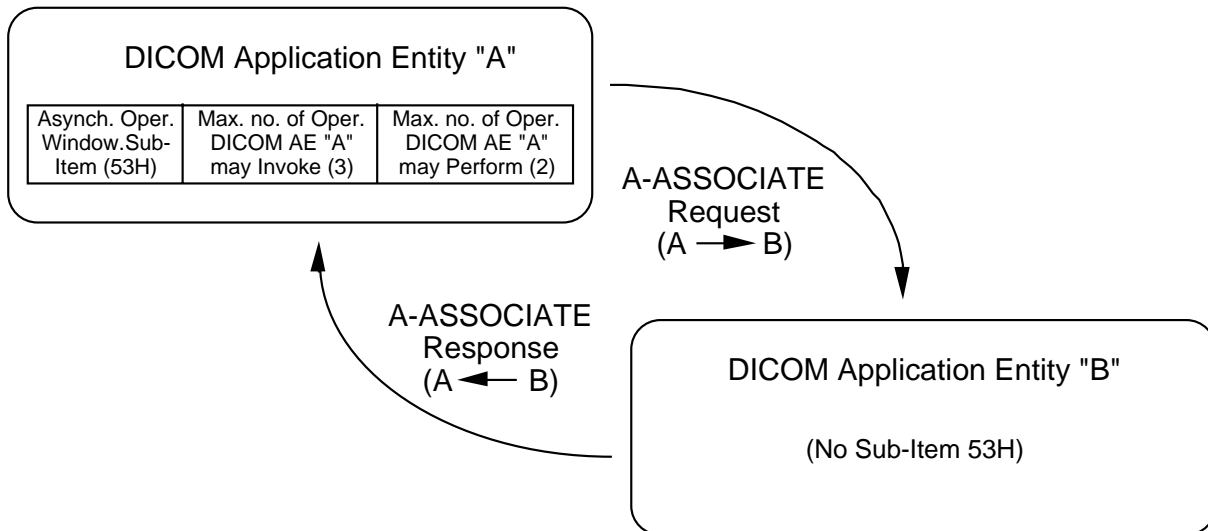 DICOM Application Entity "A"
Asynch. Oper.
Window.Sub-
Item (53H)
Max. no. of Oper.
DICOM AE "A"
may Invoke (3)
Max. no. of Oper.
DICOM AE "A"
may Perform (2)
A-ASSOCIATE
Request
(A B)
A-ASSOCIATE
Response
(A B)
DICOM Application Entity "B"
(No Sub-Item 53H)